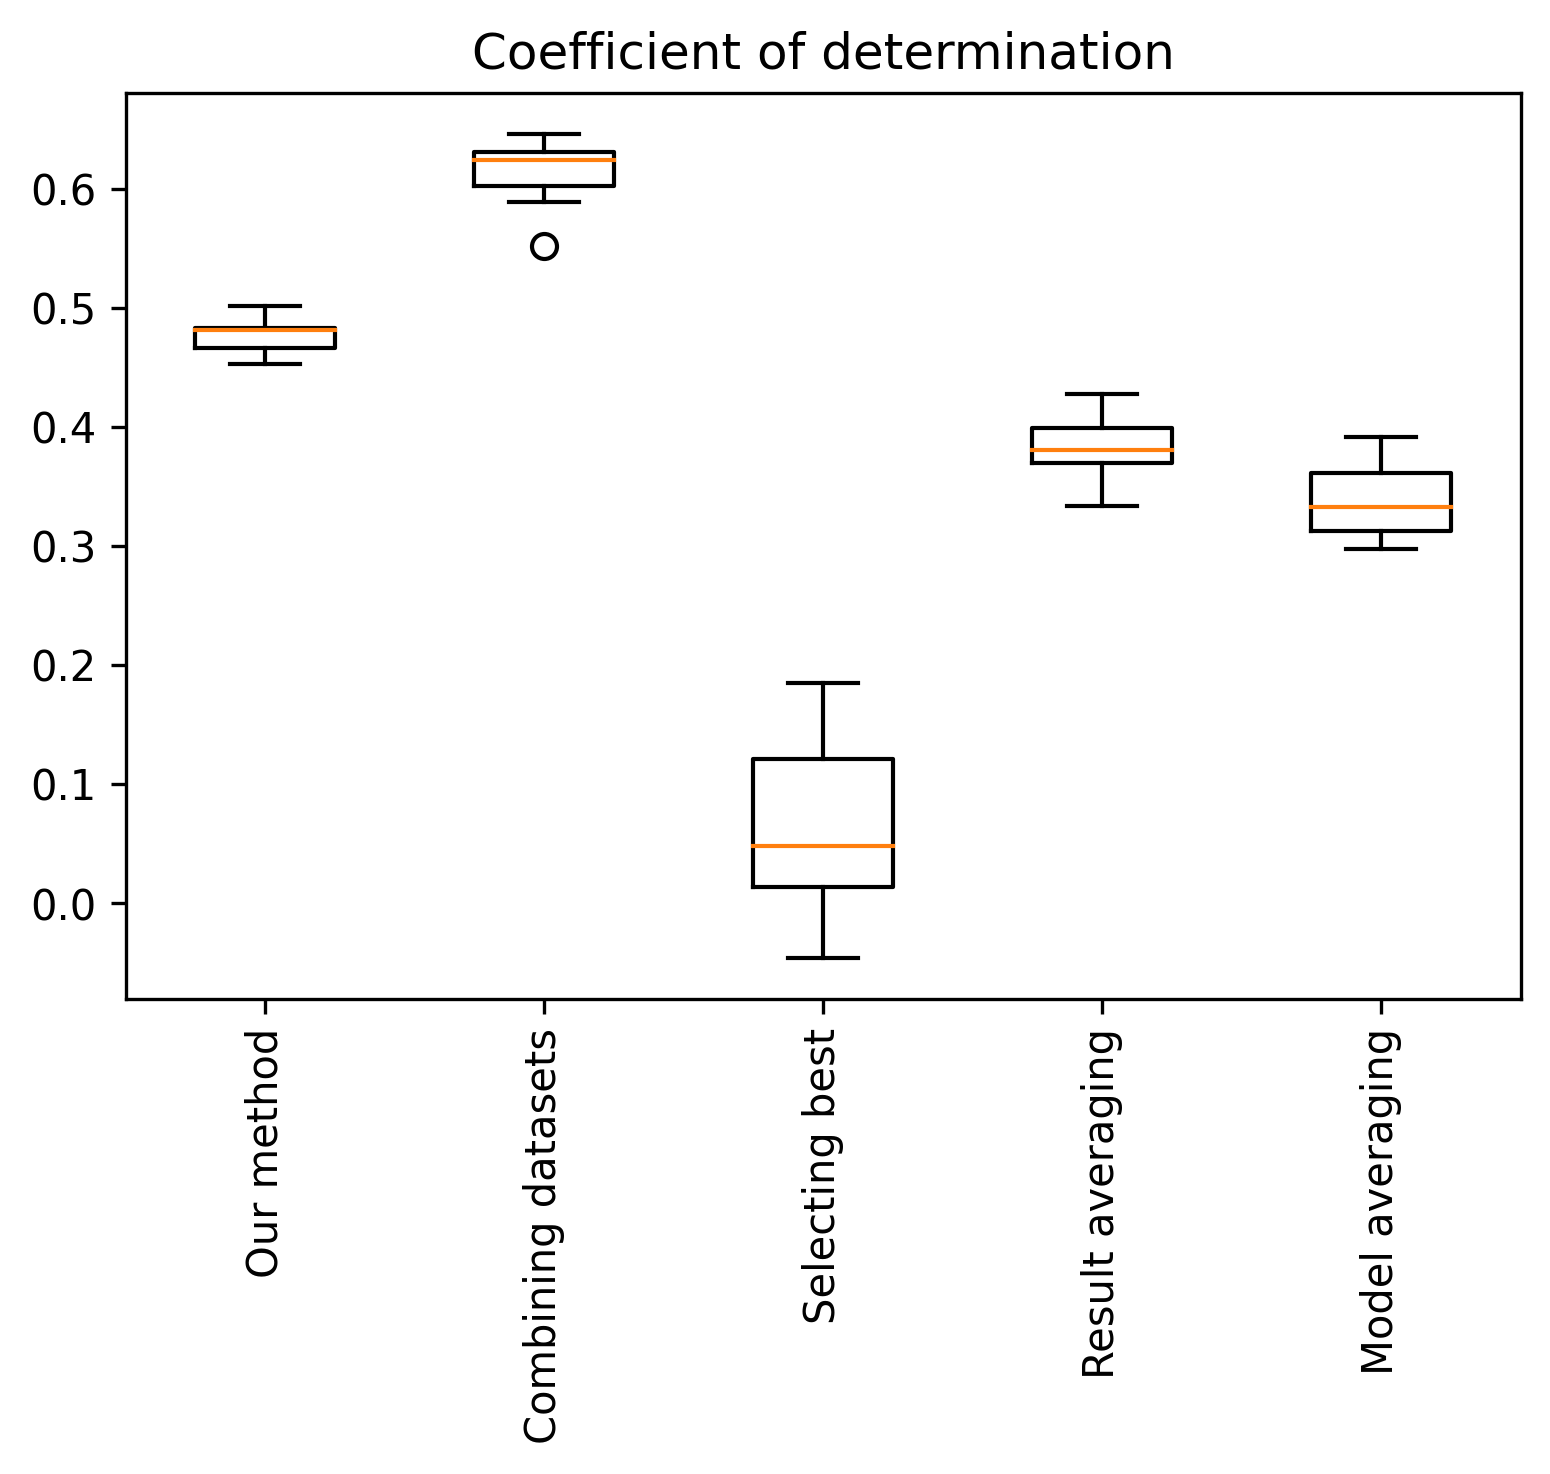 Coefficient of determination
0.6
0.5
0.4
0.3
0.2
0.1
0.0
Our method
Combining datasets
Selecting best
Result averaging
Model averaging